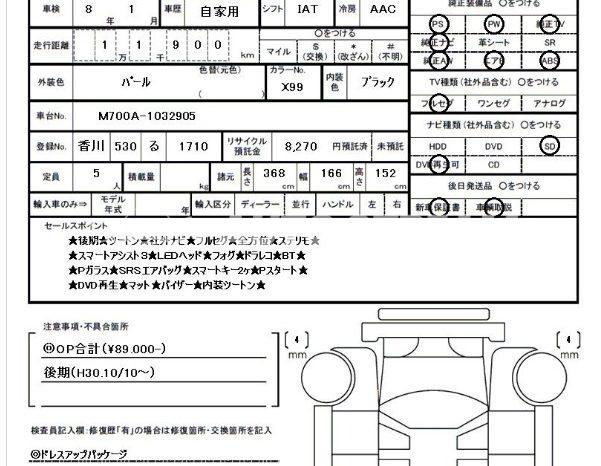 車検 8年 1月 車歴 自家用 シフト IAT 冷房 AAC
純正装備品 〇をつける
走行距離 1万1千900km
〇をつける
マイル $(交換) *(改ざん) #(不明)
PS PW 純正TV
純正ナビ 革シート SR
純正AW エアB ABS
外装色 パール 色替(元色) ( ) カラーNo. X99 内装色 ブラック
TV種類(社外品含む) 〇をつける
フルセグ ワンセグ アナログ
車台No. M700A-1032905
ナビ種類(社外品含む) 〇をつける
登録No. 香川 530 る 1710 リサイクル預託金 8,270 円預託済 未預託
HDD DVD SD
DVD再生可 CD
定員 5人 積載量 kg 諸元 長さ 368cm 幅 166cm 高さ 152cm
後日発送品 〇をつける
輸入車のみ⇒ モデル年式 年 輸入区分 ディーラー 並行 ハンドル 左 右
新車保証書 車輌取説
セールスポイント
★後期★ツートン★社外ナビ★フルセグ★全方位★ステリモ★
★スマートアシスト3★LEDヘッド★フォグ★ドラレコ★BT★
★Pガラス★SRSエアバッグ★スマートキー2ヶ★Pスタート★
★DVD再生★マット★バイザー★内装ツートン★
注意事項・不具合箇所
OP合計(¥89.000-)
後期(H30.10/10～)
4 mm
4 mm
検査員記入欄:修復歴「有」の場合は修復箇所・交換箇所を記入
◎ドレスアップパッケージ